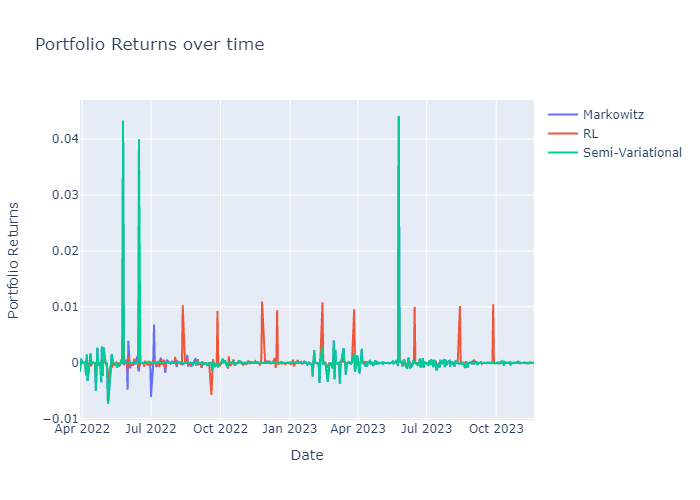 Portfolio Returns over time
Markowitz
RL
Semi-Variational
Portfolio Returns
0.04
0.03
0.02
0.01
0
−0.01
Apr 2022 Jul 2022 Oct 2022 Jan 2023 Apr 2023 Jul 2023 Oct 2023
Date